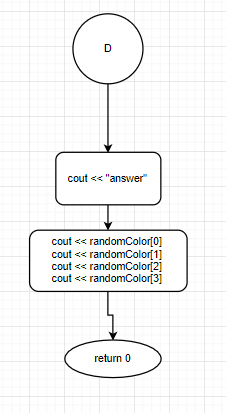 D
cout << "answer"
cout << randomColor[0]
cout << randomColor[1]
cout << randomColor[2]
cout << randomColor[3]
return 0